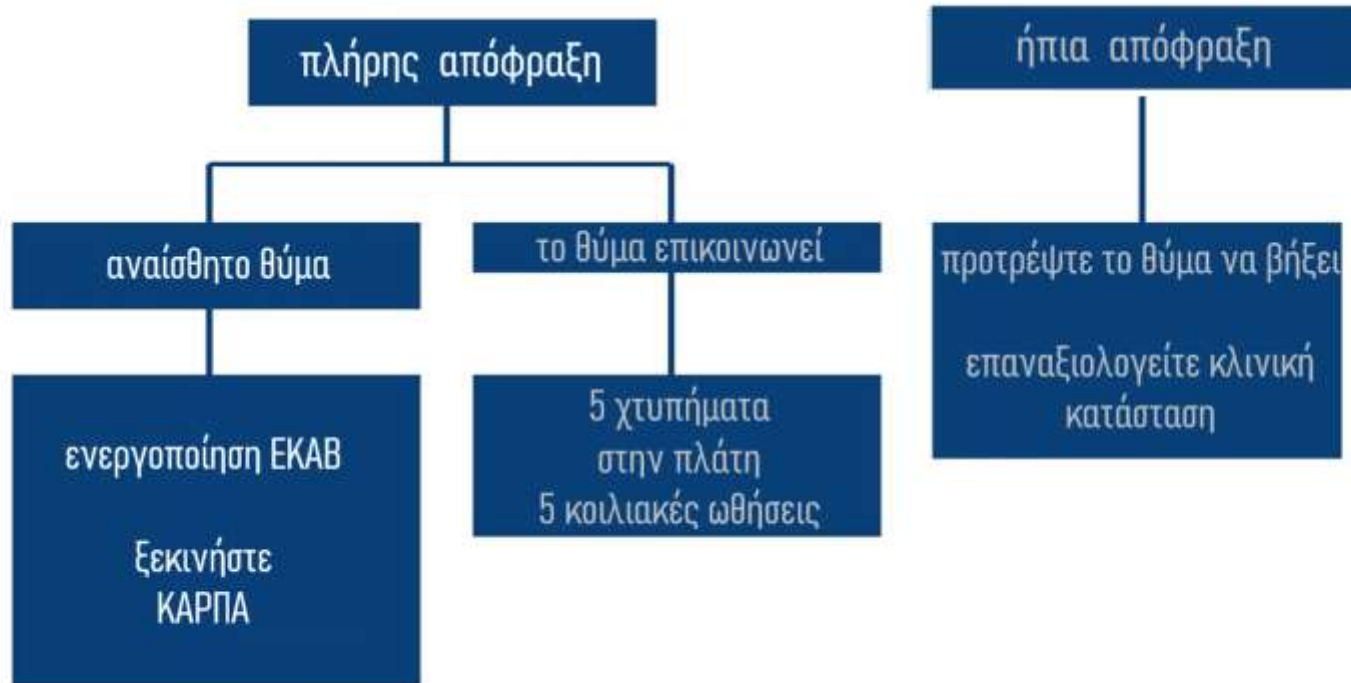 πλήρης απόφραξη
ήπια απόφραξη
αναίσθητο θύμα
το θύμα επικοινωνεί
προτρέψτε το θύμα να βήξει
επαναξιολογείτε κλινική
κατάσταση
ενεργοποίηση ΕΚΑΒ
ξεκινήστε
ΚΑΡΠΑ
5 χτυπήματα
στην πλάτη
5 κοιλιακές ωθήσεις